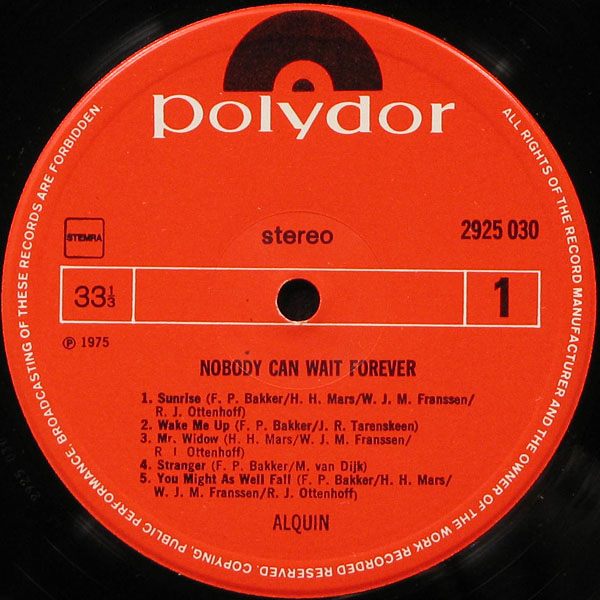 polydor
ALL RIGHTS OF THE RECORD MANUFACTURER AND THE OWNER OF THE WORK RECORDED RESERVED. COPYING, PUBLIC PERFORMANCE, BROADCASTING OF THESE RECORDS ARE FORBIDDEN.
STEMRA
stereo
2925 030
33⅓
1
Ⓟ 1975
NOBODY CAN WAIT FOREVER
1. Sunrise (F. P. Bakker/H. H. Mars/W. J. M. Franssen/
R. J. Ottenhoff)
2. Wake Me Up (F. P. Bakker/J. R. Tarenskeen)
3. Mr. Widow (H. H. Mars/W. J. M. Franssen/
R J Ottenhoff)
4. Stranger (F. P. Bakker/M. van Dijk)
5. You Might As Well Fall (F. P. Bakker/H. H. Mars/
W. J. M. Franssen/R. J. Ottenhoff)
ALQUIN